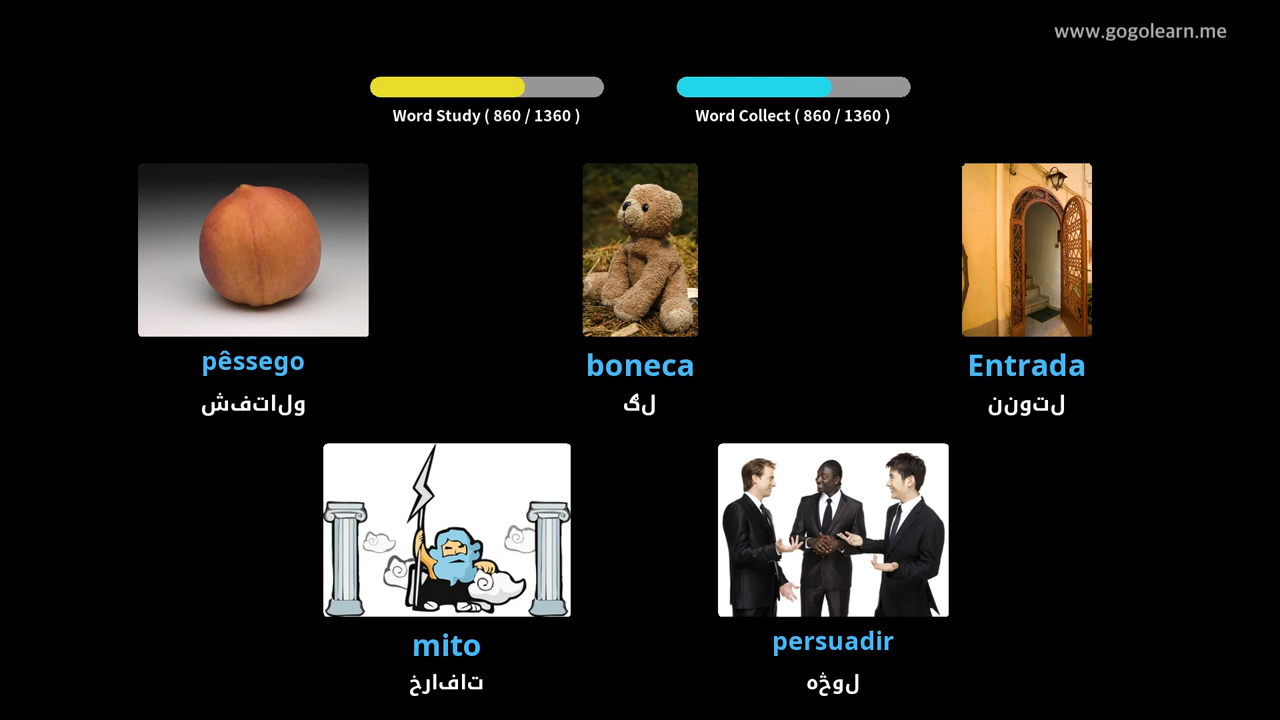 www.gogolearn.me
Word Study ( 860 / 1360 )
Word Collect ( 860 / 1360 )
pêssego
ولاتفش
boneca
لگ
Entrada
لتونن
mito
تافارخ
persuadir
لوڅه